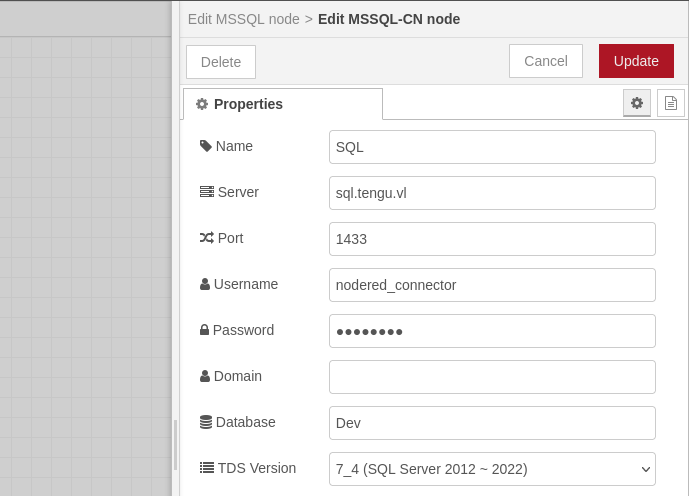 Edit MSSQL node > Edit MSSQL-CN node
Delete Cancel Update
Properties
Name SQL
Server sql.tengu.vl
Port 1433
Username nodered_connector
Password ●●●●●●●●
Domain
Database Dev
TDS Version 7_4 (SQL Server 2012 ~ 2022)